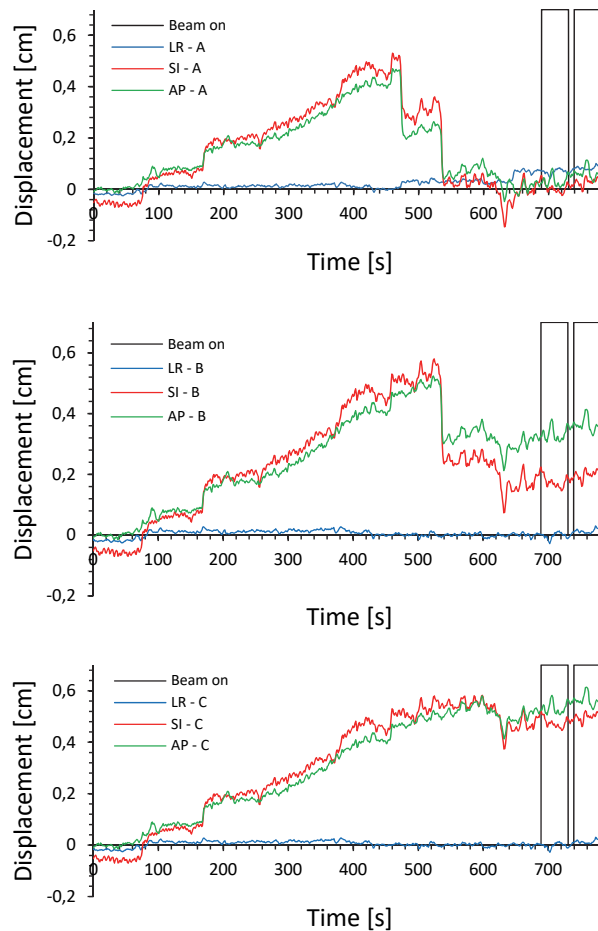 0,6
0,4
0,2
0
-0,2
Displacement [cm]
Beam on
LR - A
SI - A
AP - A
0 100 200 300 400 500 600 700
Time [s]
0,6
0,4
0,2
0
-0,2
Displacement [cm]
Beam on
LR - B
SI - B
AP - B
0 100 200 300 400 500 600 700
Time [s]
0,6
0,4
0,2
0
-0,2
Displacement [cm]
Beam on
LR - C
SI - C
AP - C
0 100 200 300 400 500 600 700
Time [s]